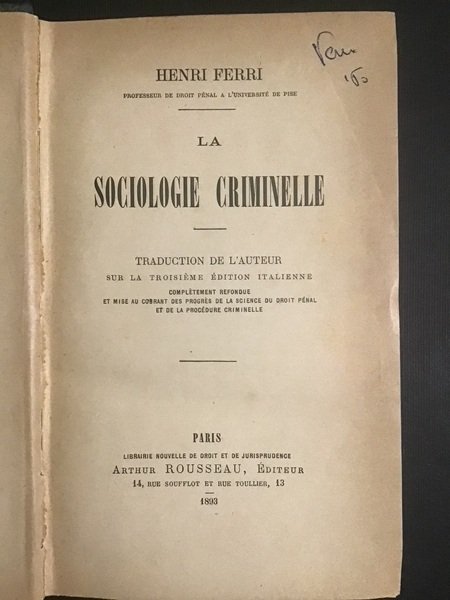 HENRI FERRI
PROFESSEUR DE DROIT PÉNAL A L'UNIVERSITÉ DE PISE
LA
SOCIOLOGIE CRIMINELLE
TRADUCTION DE L'AUTEUR
SUR LA TROISIÈME ÉDITION ITALIENNE
COMPLÈTEMENT REFONDUE
ET MISE AU COURANT DES PROGRÈS DE LA SCIENCE DU DROIT PÉNAL
ET DE LA PROCÉDURE CRIMINELLE
PARIS
LIBRAIRIE NOUVELLE DE DROIT ET DE JURISPRUDENCE
ARTHUR ROUSSEAU, ÉDITEUR
14, RUE SOUFFLOT ET RUE TOULLIER, 13
1893